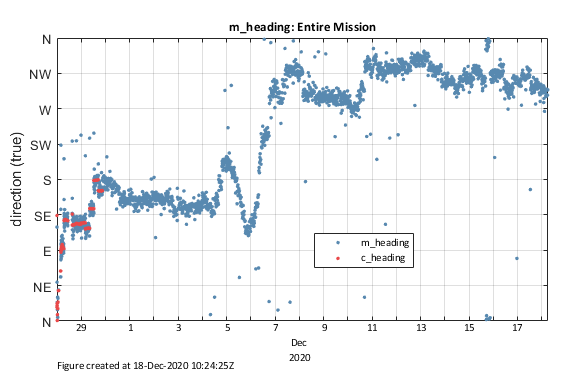 m_heading: Entire Mission
direction (true)
N
NW
W
SW
S
SE
E
NE
N
m_heading
c_heading
29 1 3 5 7 9 11 13 15 17
Dec
2020
Figure created at 18-Dec-2020 10:24:25Z